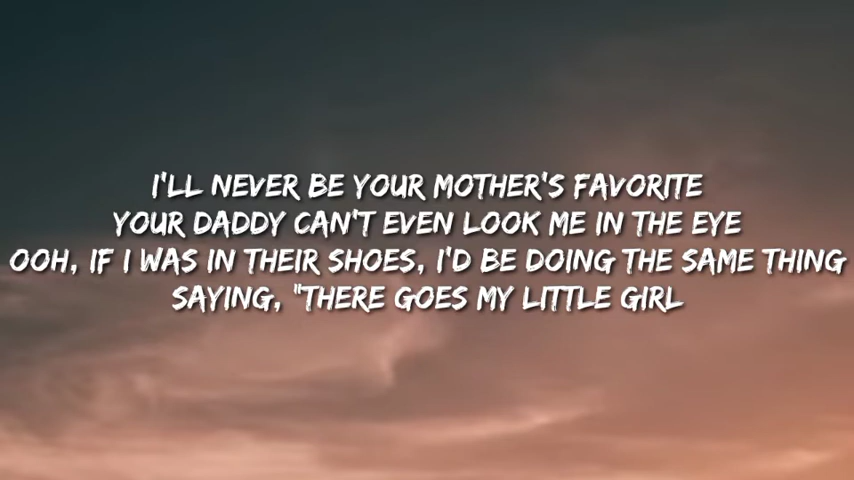 I'LL NEVER BE YOUR MOTHER'S FAVORITE
YOUR DADDY CAN'T EVEN LOOK ME IN THE EYE
OOH, IF I WAS IN THEIR SHOES, I'D BE DOING THE SAME THING
SAYING, "THERE GOES MY LITTLE GIRL